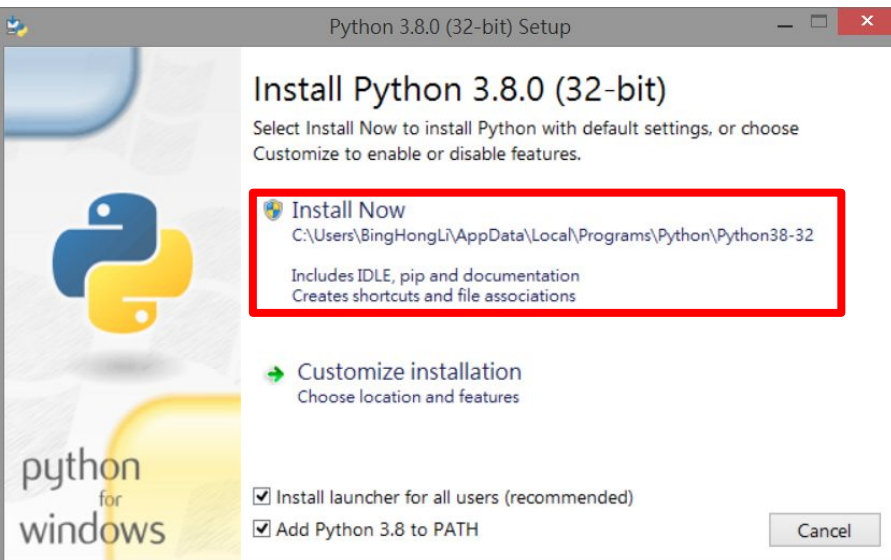 Python 3.8.0 (32-bit) Setup
Install Python 3.8.0 (32-bit)
Select Install Now to install Python with default settings, or choose
Customize to enable or disable features.
Install Now
C:\Users\BingHongLi\AppData\Local\Programs\Python\Python38-32
Includes IDLE, pip and documentation
Creates shortcuts and file associations
Customize installation
Choose location and features
python
for
windows
Install launcher for all users (recommended)
Add Python 3.8 to PATH
Cancel